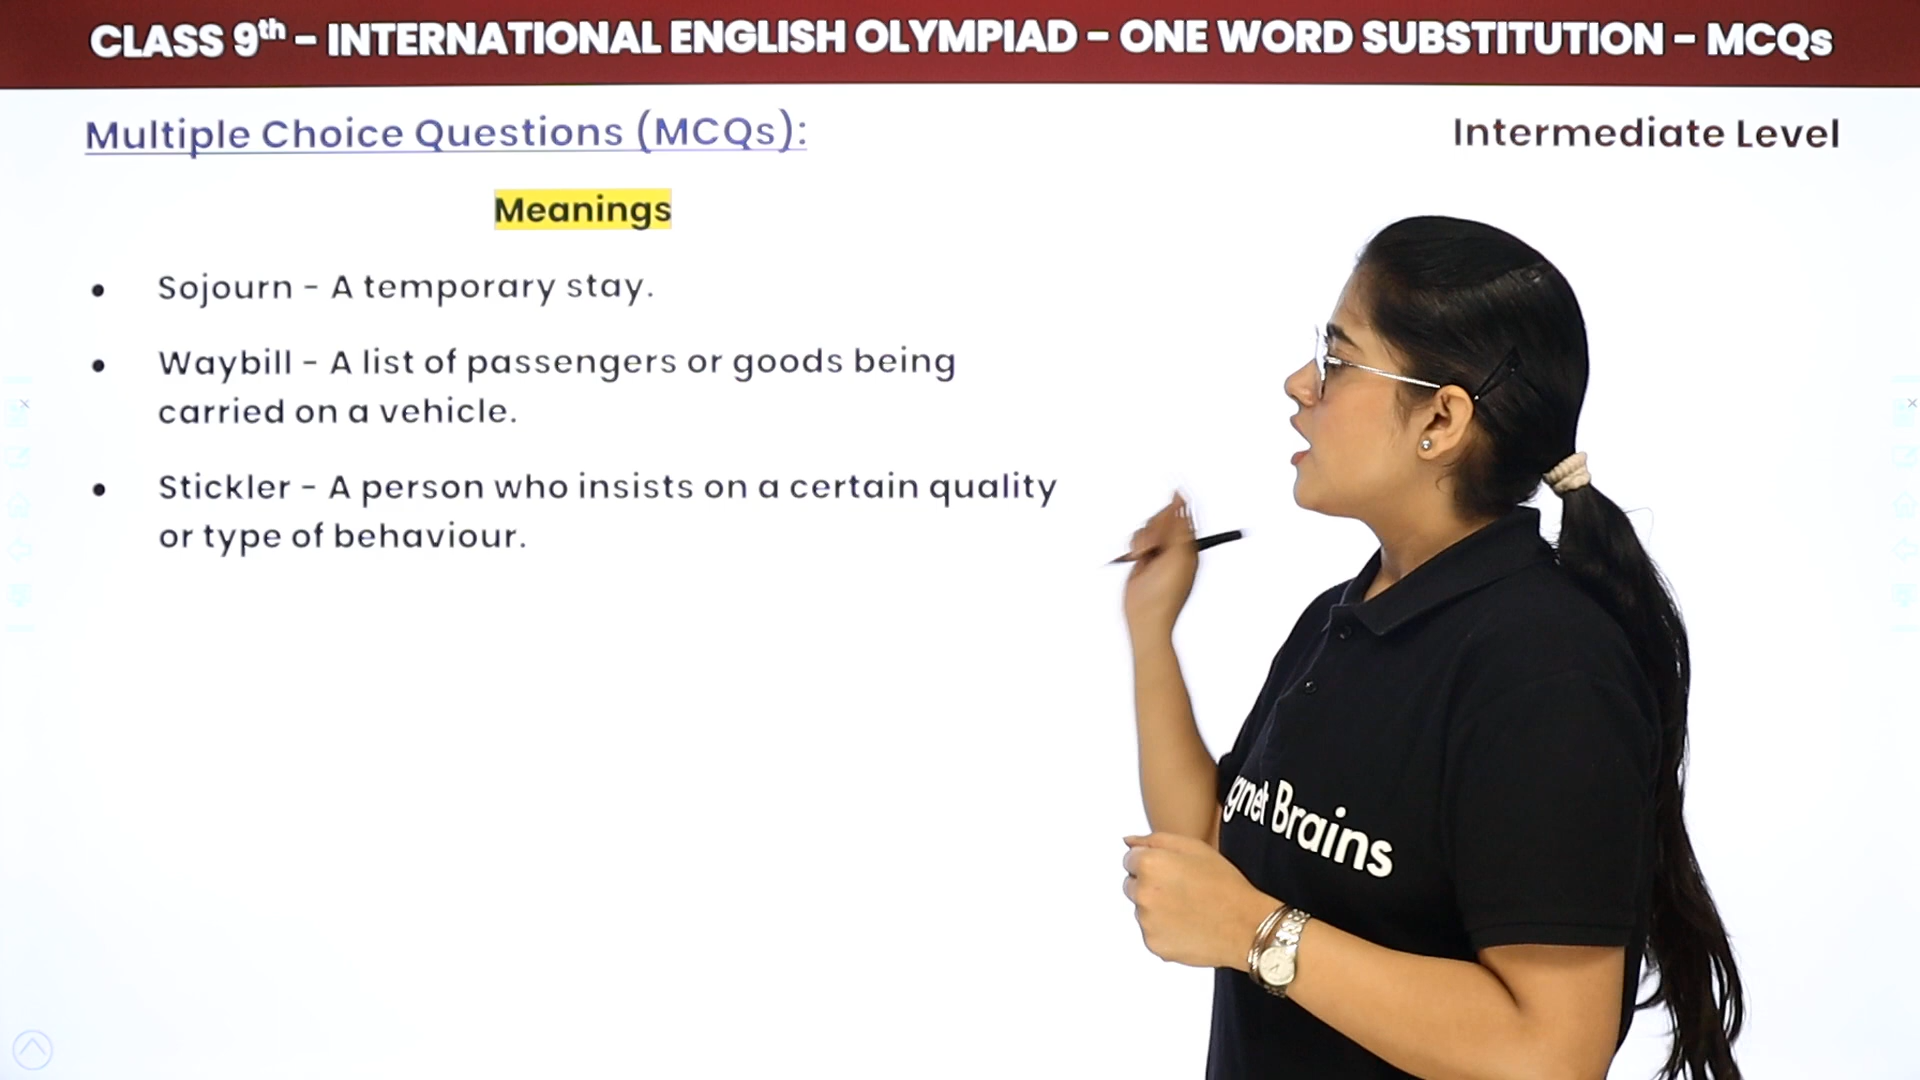 CLASS 9th - INTERNATIONAL ENGLISH OLYMPIAD - ONE WORD SUBSTITUTION - MCQs
Multiple Choice Questions (MCQs):
Intermediate Level
Meanings
• Sojourn - A temporary stay.
• Waybill - A list of passengers or goods being
carried on a vehicle.
• Stickler - A person who insists on a certain quality
or type of behaviour.
Brains